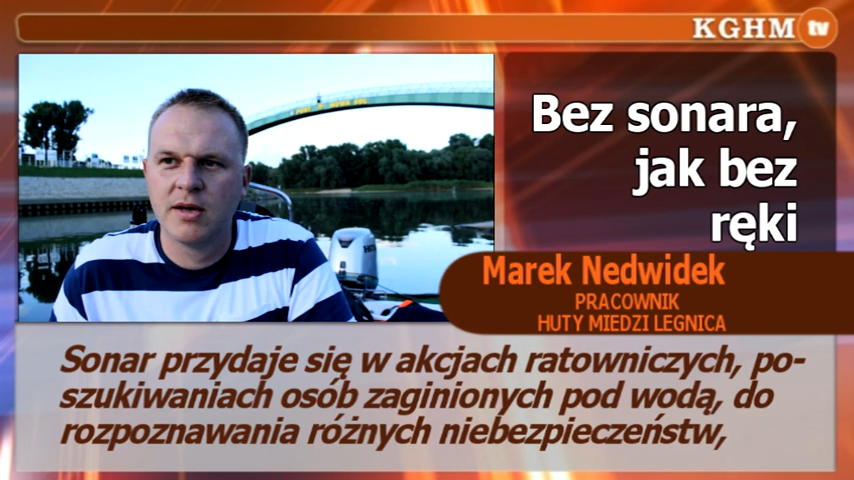 KGHM tv
Bez sonara,
jak bez
ręki
Marek Nedwidek
PRACOWNIK
HUTY MIEDZI LEGNICA
Sonar przydaje się w akcjach ratowniczych, po-
szukiwaniach osób zaginionych pod wodą, do
rozpoznawania różnych niebezpieczeństw,